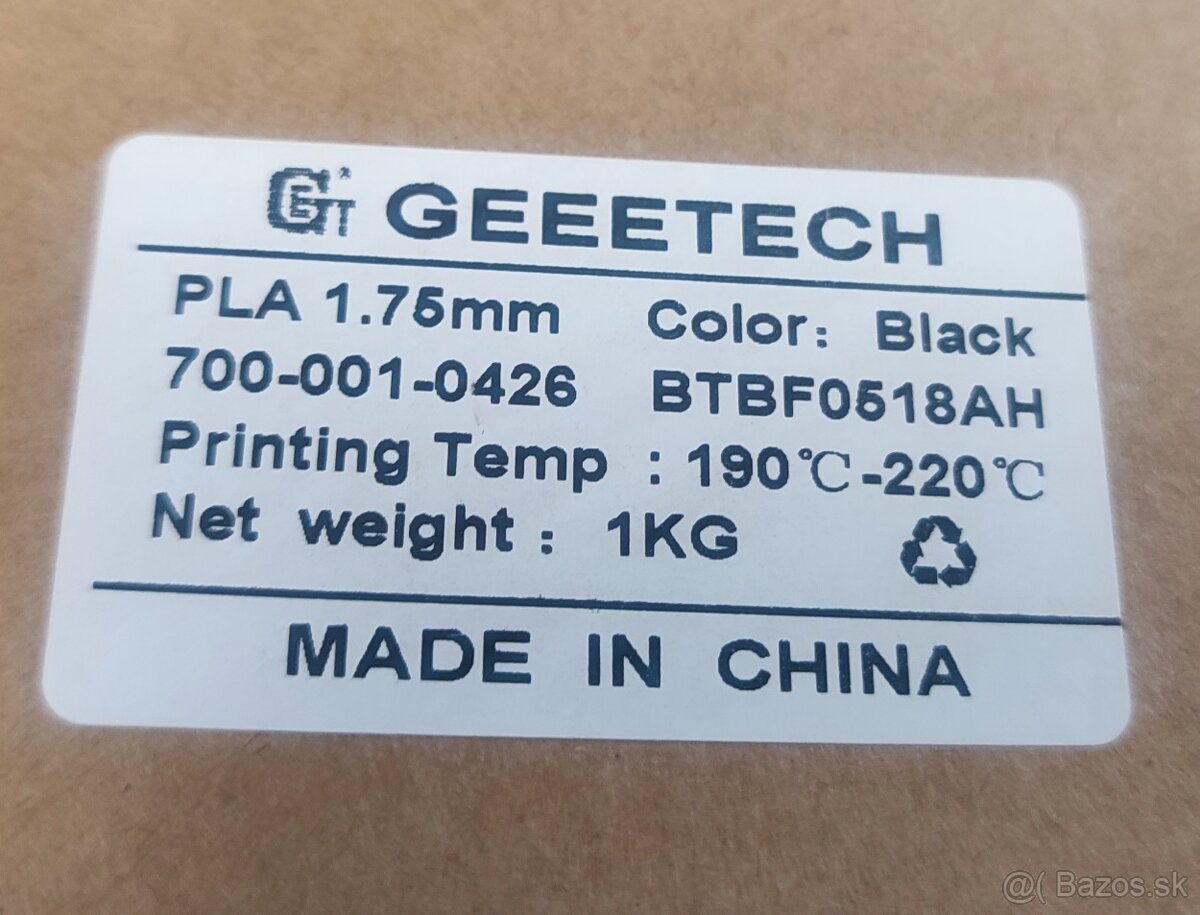 GET GEEETECH
PLA 1.75mm Color: Black
700-001-0426 BTBF0518AH
Printing Temp : 190℃-220℃
Net weight : 1KG
MADE IN CHINA
@( Bazos.sk